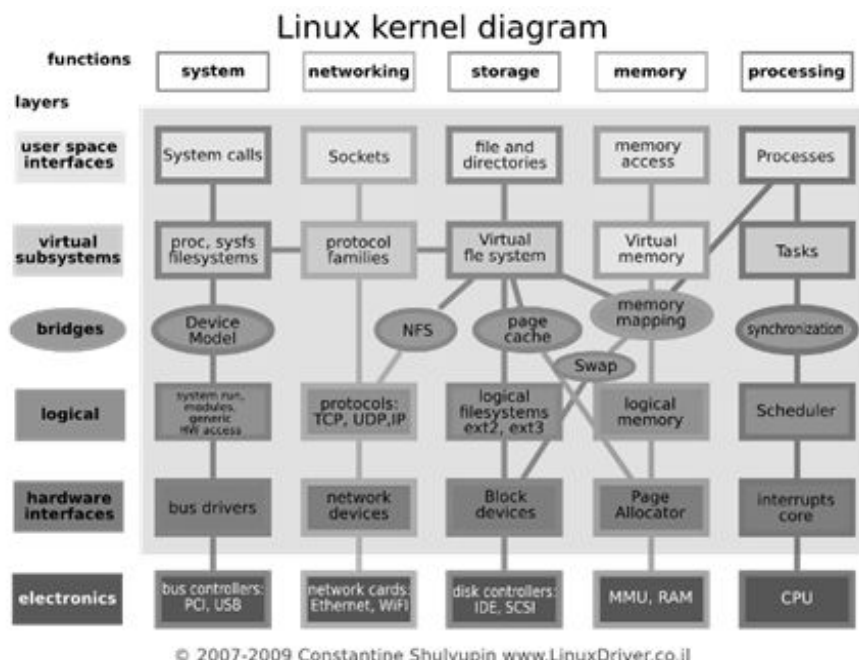 Linux kernel diagram
functions
system
networking
storage
memory
processing
layers
user space
interfaces
System calls
Sockets
file and
directories
memory
access
Processes
virtual
subsystems
proc, sysfs
filesystems
protocol
families
Virtual
fle system
Virtual
memory
Tasks
bridges
Device
Model
NFS
page
cache
memory
mapping
synchronization
Swap
logical
system run,
modules,
generic
HW access
protocols:
TCP, UDP,IP
logical
filesystems
ext2, ext3
logical
memory
Scheduler
hardware
interfaces
bus drivers
network
devices
Block
devices
Page
Allocator
interrupts
core
electronics
bus controllers:
PCI, USB
network cards:
Ethernet, WiFI
disk controllers:
IDE, SCSI
MMU, RAM
CPU
© 2007-2009 Constantine Shulyupin www.LinuxDriver.co.il